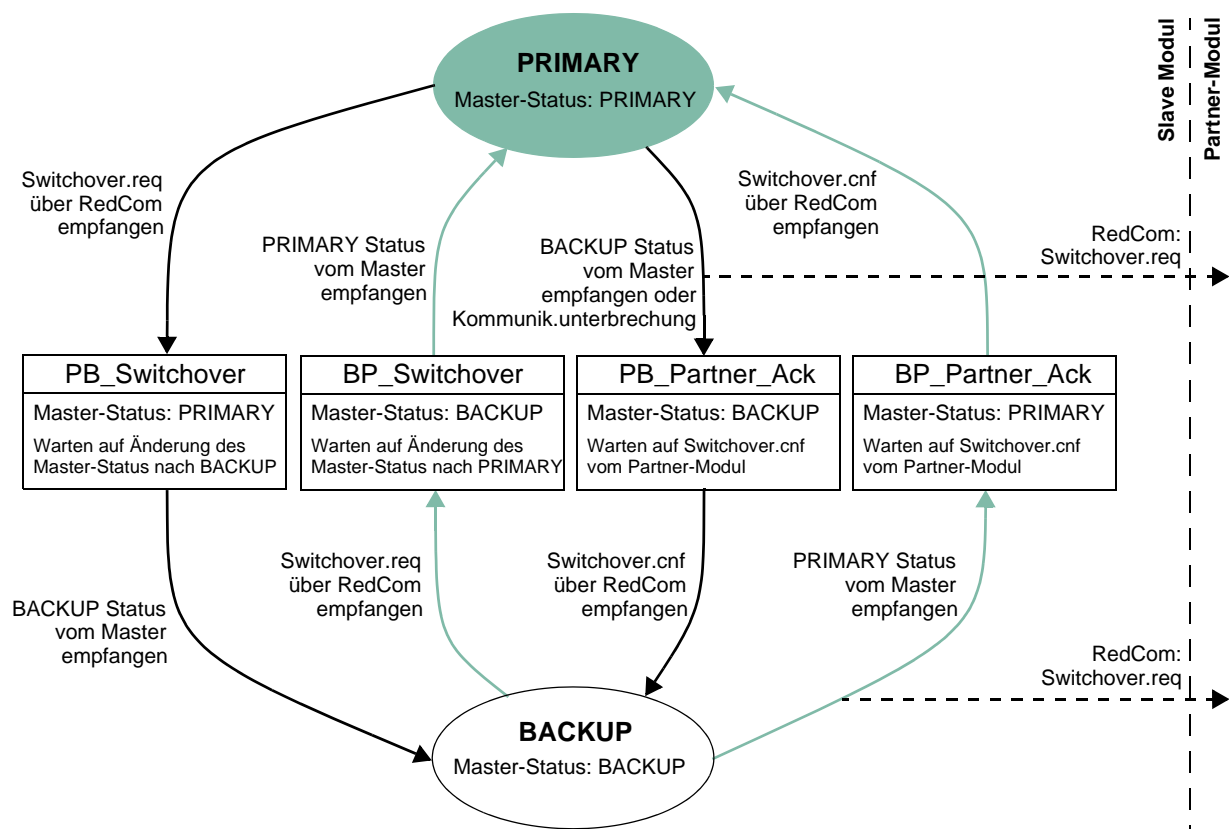 PRIMARY
Master-Status: PRIMARY
Slave Modul
Partner-Modul
Switchover.req
über RedCom
empfangen
PRIMARY Status
vom Master
empfangen
BACKUP Status
vom Master
empfangen oder
Kommunik.unterbrechung
Switchover.cnf
über RedCom
empfangen
RedCom:
Switchover.req
PB_Switchover
Master-Status: PRIMARY
Warten auf Änderung des
Master-Status nach BACKUP
BP_Switchover
Master-Status: BACKUP
Warten auf Änderung des
Master-Status nach PRIMARY
PB_Partner_Ack
Master-Status: BACKUP
Warten auf Switchover.cnf
vom Partner-Modul
BP_Partner_Ack
Master-Status: PRIMARY
Warten auf Switchover.cnf
vom Partner-Modul
BACKUP Status
vom Master
empfangen
Switchover.req
über RedCom
empfangen
Switchover.cnf
über RedCom
empfangen
PRIMARY Status
vom Master
empfangen
RedCom:
Switchover.req
BACKUP
Master-Status: BACKUP